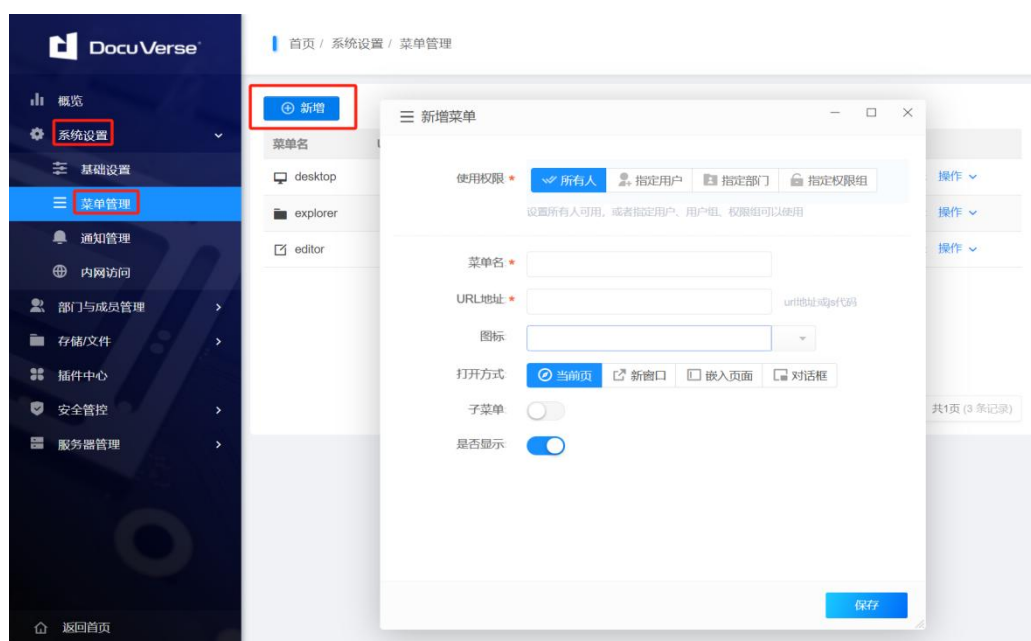 DocuVerse
首页 / 系统设置 / 菜单管理
概览
系统设置
基础设置
菜单管理
通知管理
内网访问
部门与成员管理
存储/文件
插件中心
安全管控
服务器管理
返回首页
新增
菜单名
desktop 操作
explorer 操作
editor 操作
共1页 (3 条记录)
新增菜单
使用权限 * 所有人 指定用户 指定部门 指定权限组
设置所有人可用，或者指定用户、用户组、权限组可以使用
菜单名 *
URL地址 * url地址或js代码
图标
打开方式 当前页 新窗口 嵌入页面 对话框
子菜单
是否显示
保存